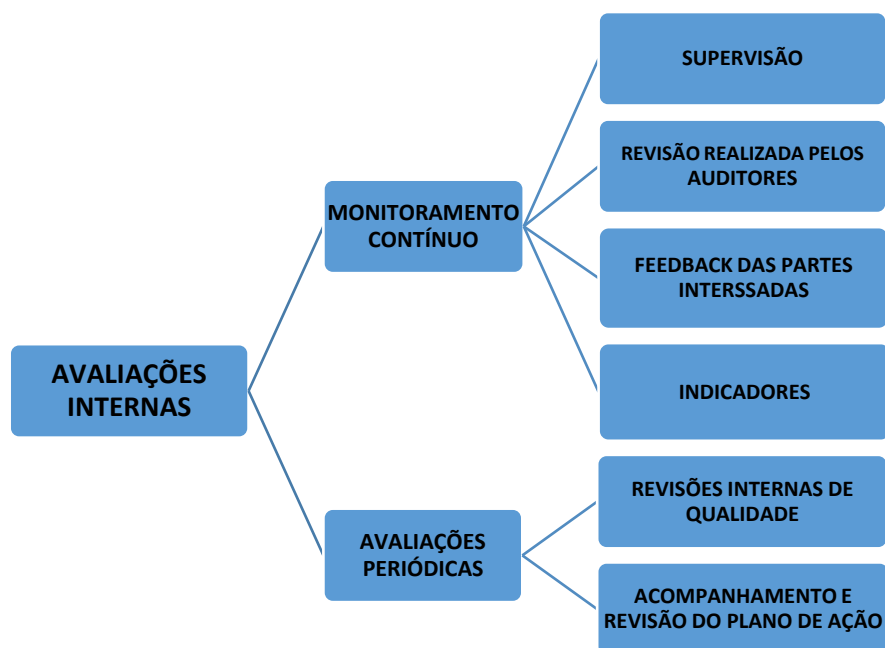 AVALIAÇÕES
INTERNAS
MONITORAMENTO
CONTÍNUO
SUPERVISÃO
REVISÃO REALIZADA PELOS
AUDITORES
FEEDBACK DAS PARTES
INTERSSADAS
INDICADORES
AVALIAÇÕES
PERIÓDICAS
REVISÕES INTERNAS DE
QUALIDADE
ACOMPANHAMENTO E
REVISÃO DO PLANO DE AÇÃO